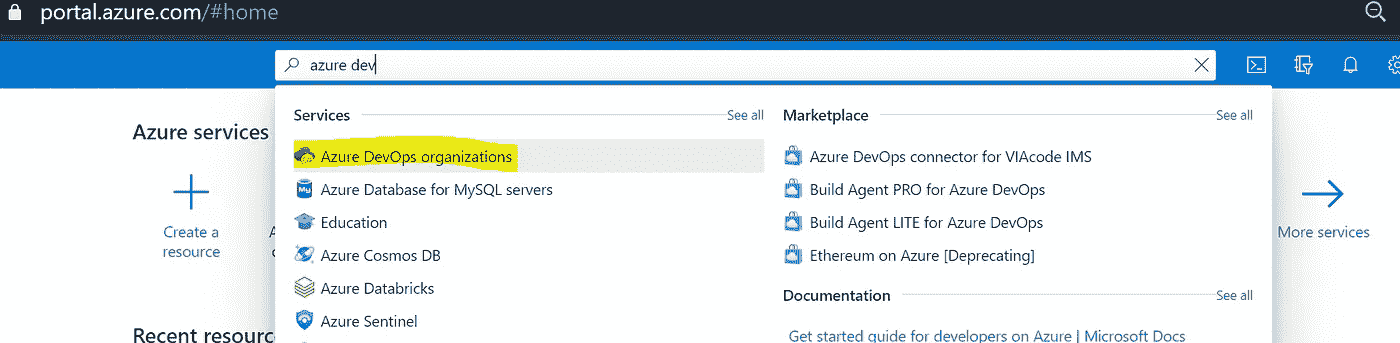 portal.azure.com/#home
azure dev
Azure services
Create a
resource
Services
See all
Azure DevOps organizations
Azure Database for MySQL servers
Education
Azure Cosmos DB
Azure Databricks
Azure Sentinel
Marketplace
See all
Azure DevOps connector for VIAcode IMS
Build Agent PRO for Azure DevOps
Build Agent LITE for Azure DevOps
Ethereum on Azure [Deprecating]
Documentation
See all
Get started guide for developers on Azure | Microsoft Docs
More services
Recent resourc